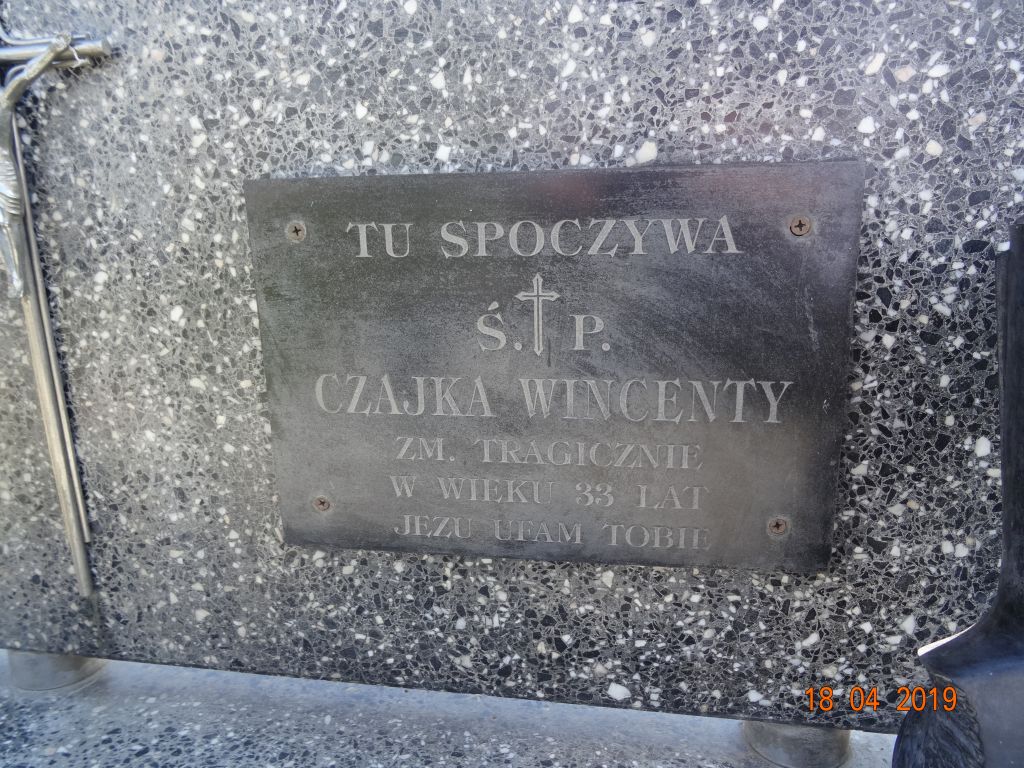 TU SPOCZYWA
Ś. P.
CZAJKA WINCENTY
ZM. TRAGICZNIE
W WIEKU 33 LAT
JEZU UFAM TOBIE
18 04 2019